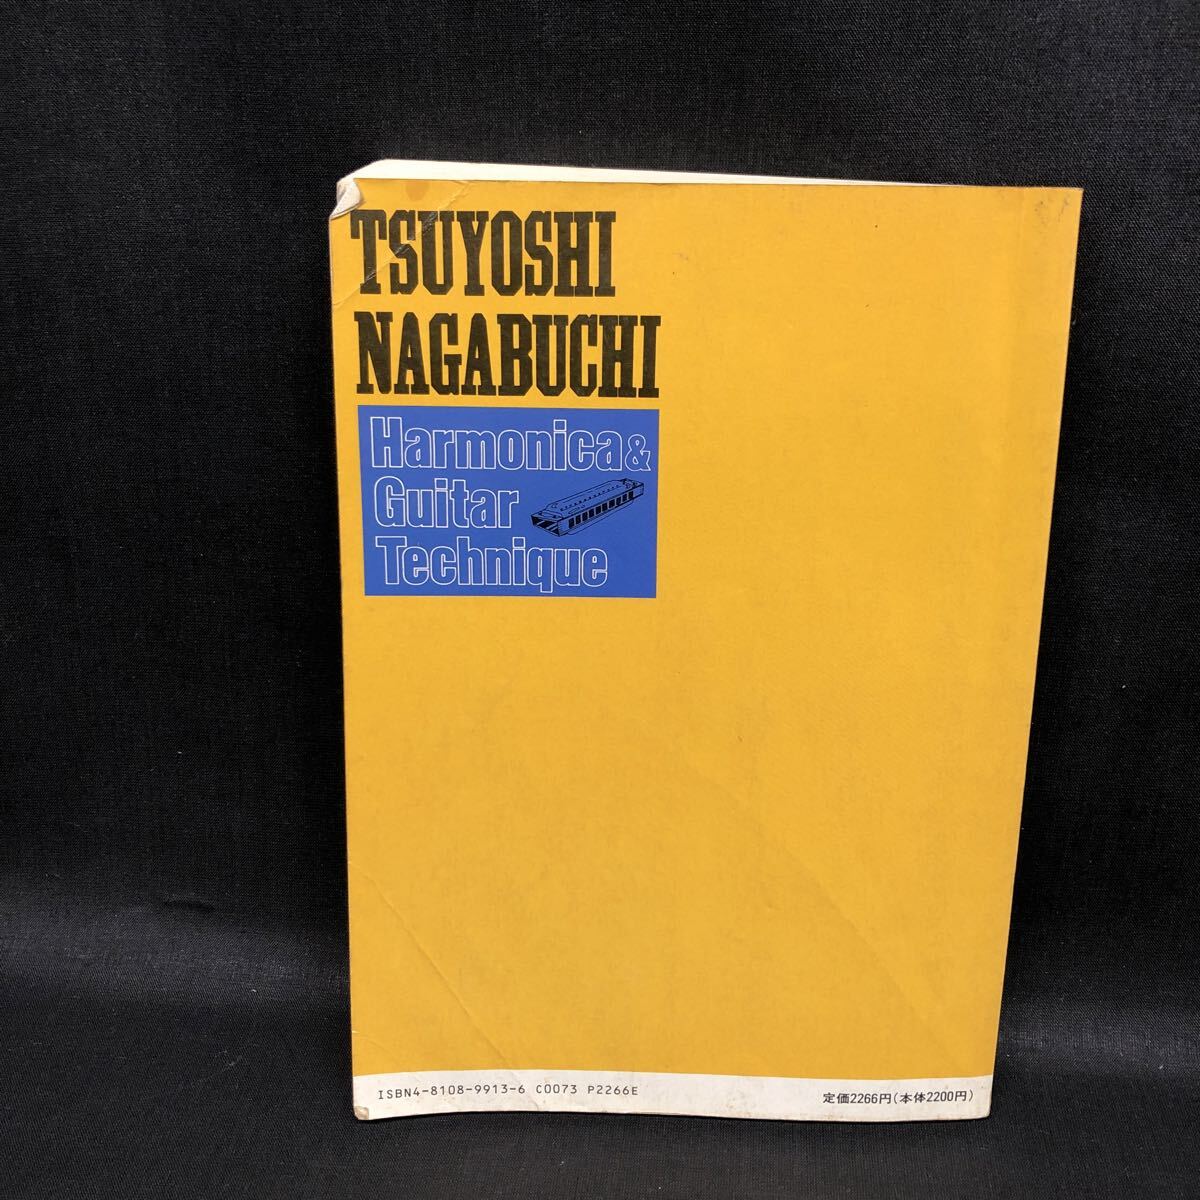 TSUYOSHI
NAGABUCHI
Harmonica&
Guitar
Technique
ISBN4-8108-9913-6 C0073 P2266E
定価2266円(本体2200円)